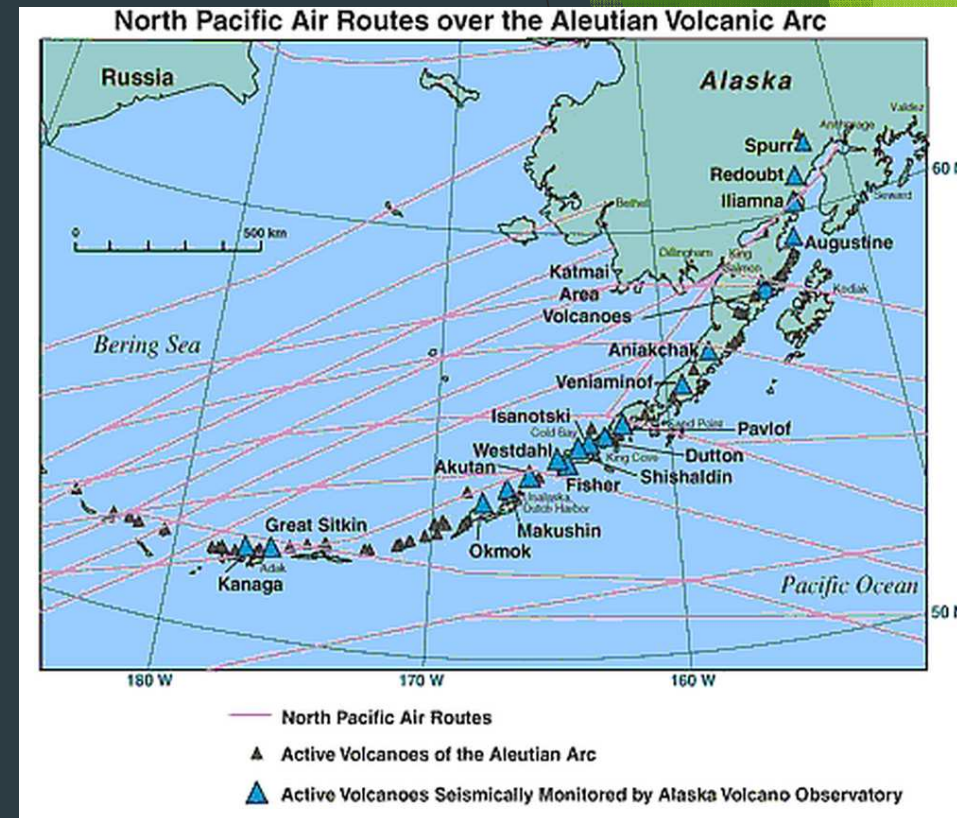 North Pacific Air Routes over the Aleutian Volcanic Arc
Russia
Alaska
Valdez
Anchorage
Spurr
60 N
Redoubt
Iliamna
Seward
Bethel
0 500 km
Augustine
Dillingham
King
Salmon
Katmai
Area
Volcanoes
Kodiak
Bering Sea
Aniakchak
Veniaminof
Isanotski
Sand Point
Pavlof
Cold Bay
Westdahl
King Cove
Dutton
Akutan
Shishaldin
Fisher
Unalaska
Dutch Harbor
Great Sitkin
Makushin
Okmok
Adak
Kanaga
Pacific Ocean
50 N
180 W
170 W
160 W
North Pacific Air Routes
Active Volcanoes of the Aleutian Arc
Active Volcanoes Seismically Monitored by Alaska Volcano Observatory